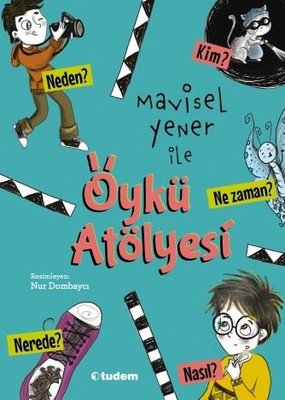 Kim?
Neden?
Mavisel
yener
ile
Öykü
Atölyesi
Ne zaman?
Resimleyen:
Nur Dombaycı
Nerede?
Nasıl?
tudem